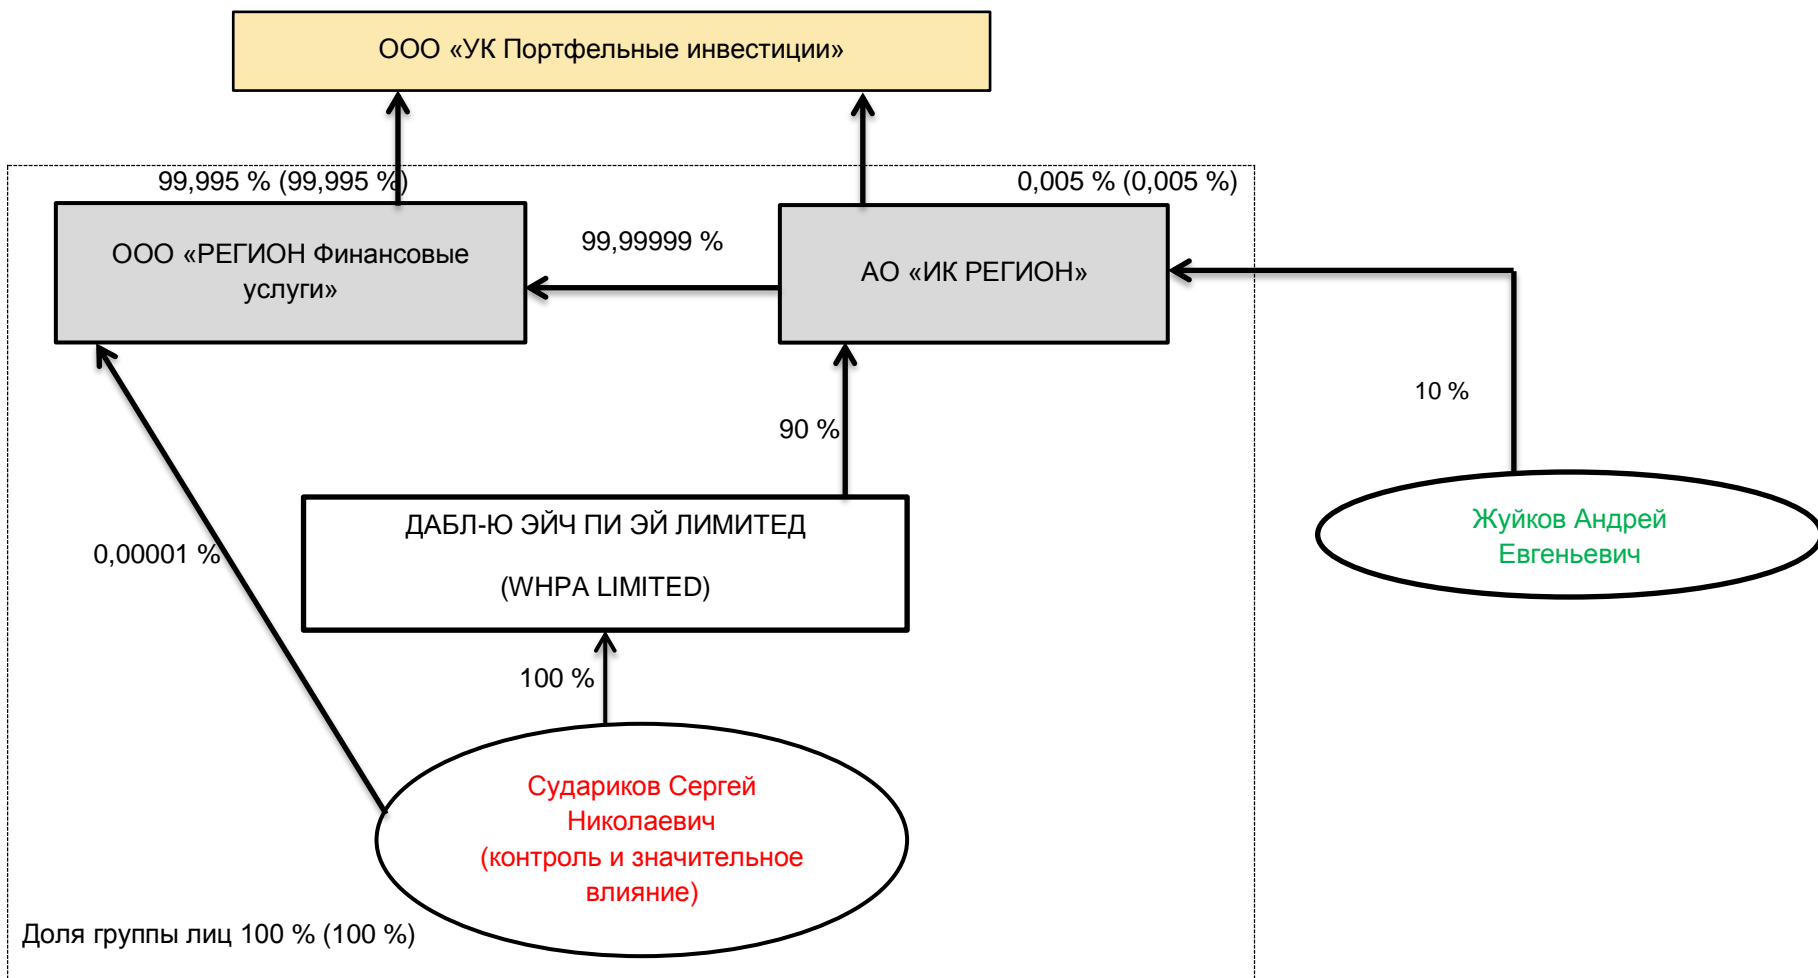 ООО «УК Портфельные инвестиции»
99,995 % (99,995 %)
0,005 % (0,005 %)
ООО «РЕГИОН Финансовые
услуги»
99,99999 %
АО «ИК РЕГИОН»
10 %
90 %
ДАБЛ-Ю ЭЙЧ ПИ ЭЙ ЛИМИТЕД
(WHPA LIMITED)
Жуйков Андрей
Евгеньевич
0,00001 %
100 %
Судариков Сергей
Николаевич
(контроль и значительное
влияние)
Доля группы лиц 100 % (100 %)